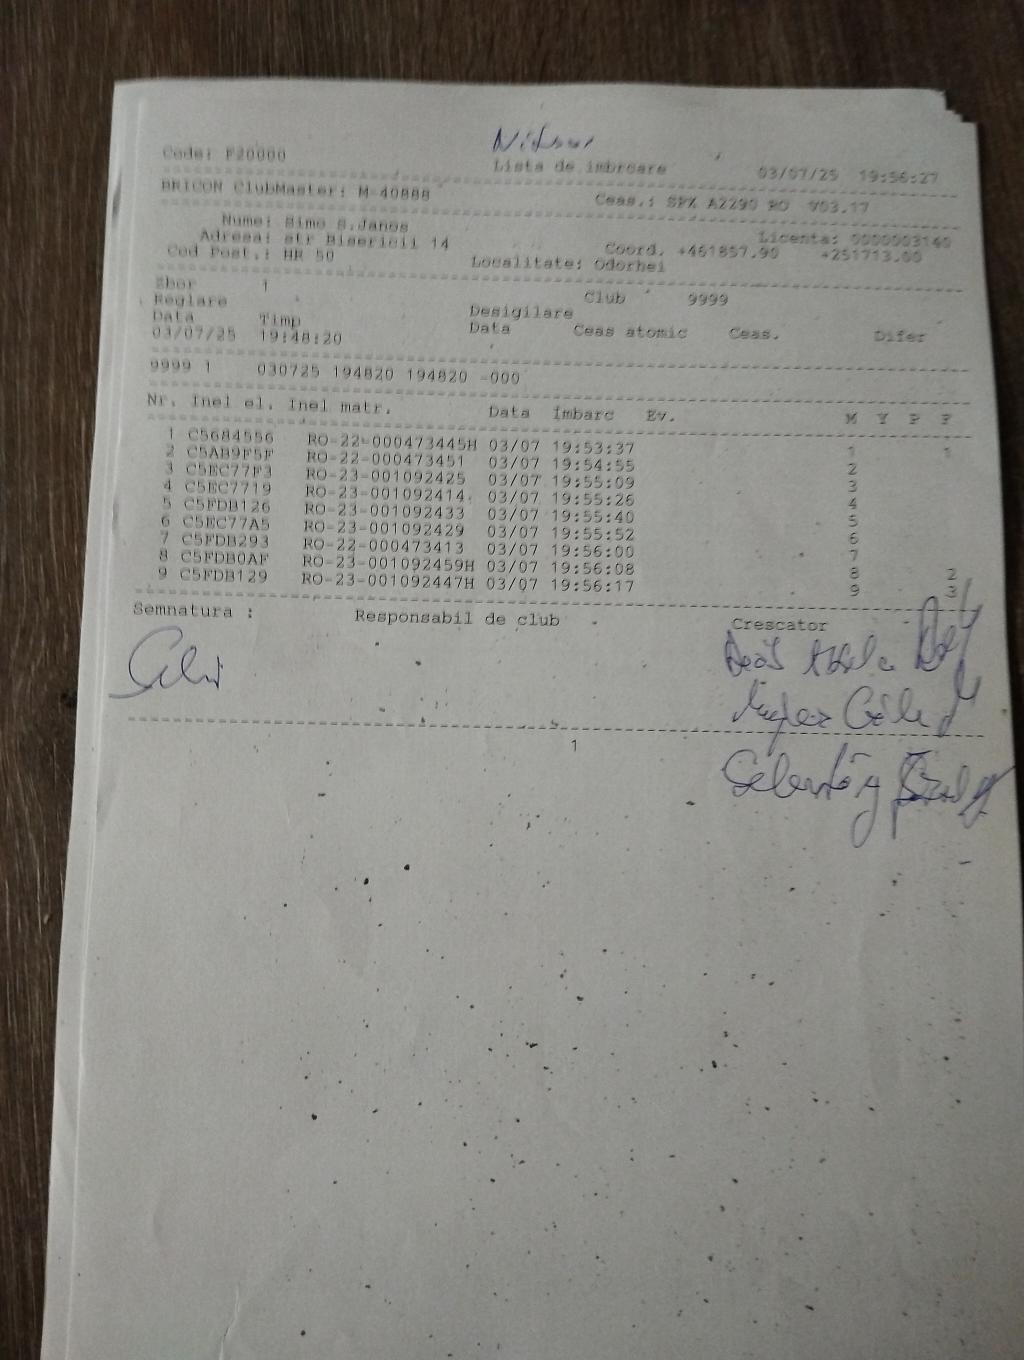 Code: F20000 Lista de imbroare 03/07/25 19:56:27
BRICON ClubMaster: M-40888 Ceas.: SPX A2290 RO V03.17
Nume: Simo S.Janos Licenta: 0000003140
Adresa: str Bisericii 14 Coord. +461857.90 +251713.00
Cod Post.: HR 50 Localitate: Odorhei
Zbor 1 Club 9999
Reglare Desigilare
Data Timp Data Ceas atomic Ceas. Difer
03/07/25 19:48:20
9999 1 030725 194820 194820 -000
Nr. Inel el. Inel matr. Data Imbarc Ev. M Y P F
1 C5684556 RO-22-000473445H 03/07 19:53:37 1 1
2 C5AB9F5F RO-22-000473451 03/07 19:54:55 2
3 C5EC77F3 RO-23-001092425 03/07 19:55:09 3
4 C5EC7719 RO-23-001092414 03/07 19:55:26 4
5 C5FDB126 RO-23-001092433 03/07 19:55:40 5
6 C5EC77A5 RO-23-001092429 03/07 19:55:52 6
7 C5FDB293 RO-22-000473413 03/07 19:56:00 7
8 C5FDB0AF RO-23-001092459H 03/07 19:56:08 8 2
9 C5FDB129 RO-23-001092447H 03/07 19:56:17 9 3
Semnatura : Responsabil de club Crescator
1